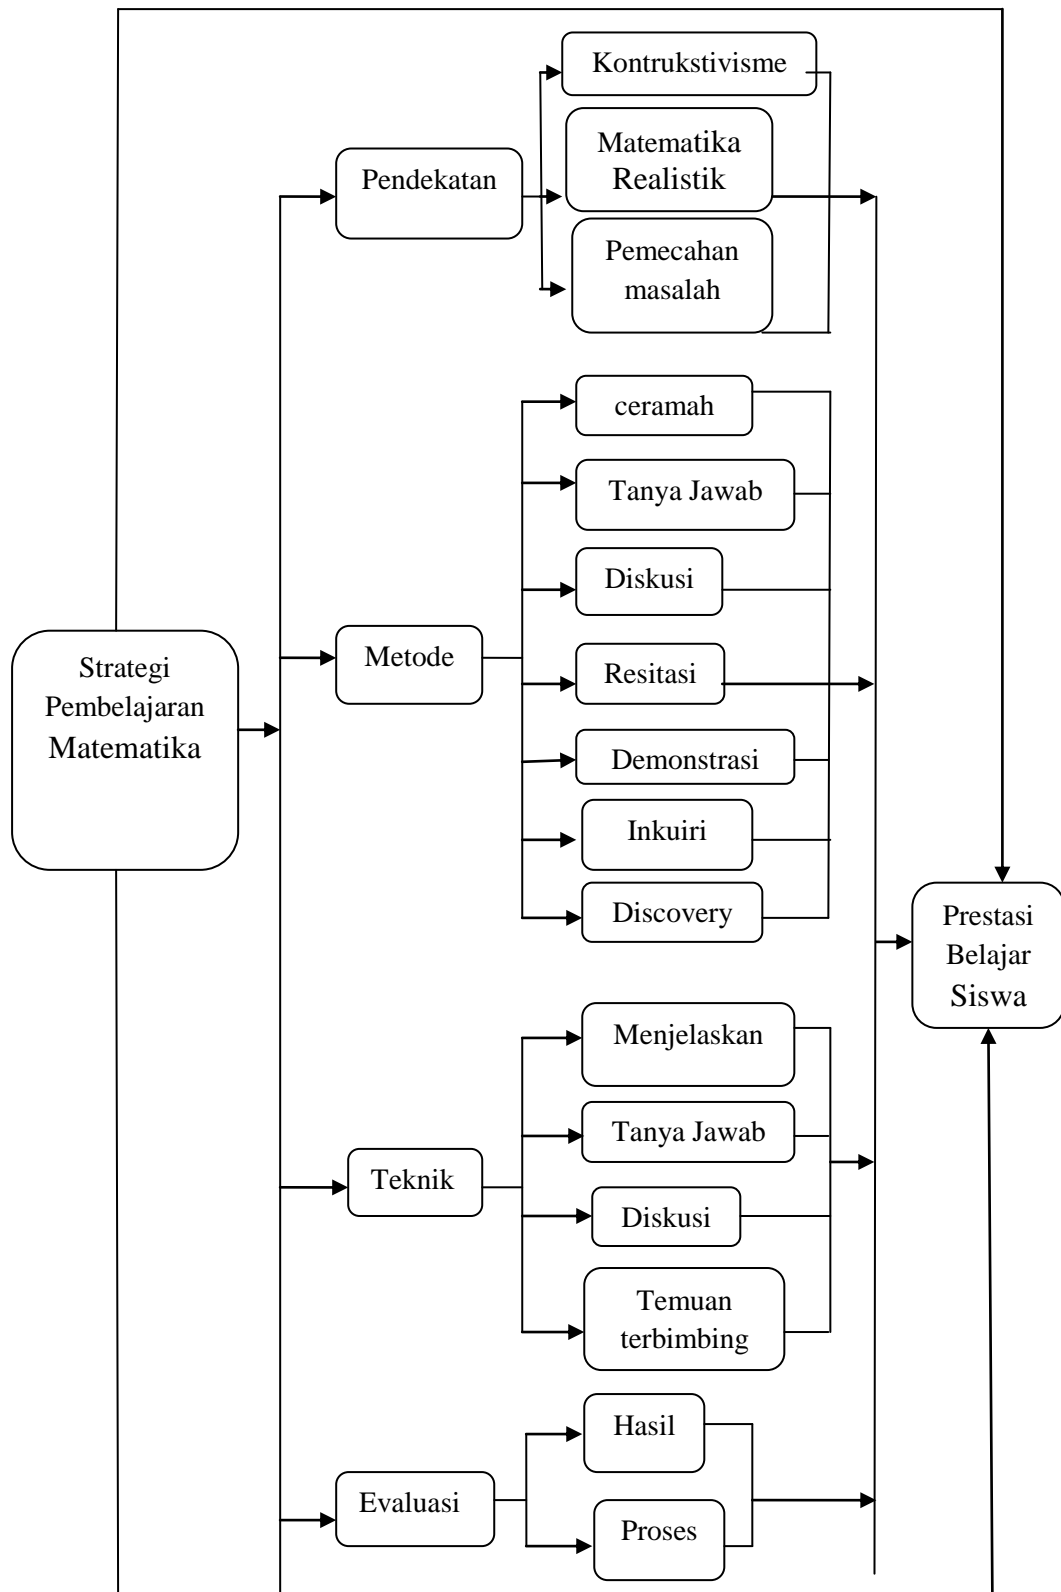 Kontrukstivisme
Matematika
Realistik
Pendekatan
Pemecahan
masalah
ceramah
Tanya Jawab
Diskusi
Metode
Resitasi
Strategi
Pembelajaran
Matematika
Demonstrasi
Inkuiri
Discovery
Prestasi
Belajar
Siswa
Menjelaskan
Tanya Jawab
Teknik
Diskusi
Temuan
terbimbing
Hasil
Evaluasi
Proses